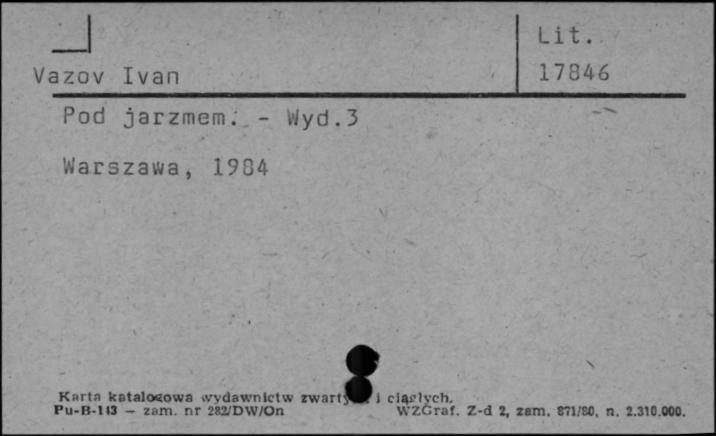 Lit.
Vazov Ivan 17846
Pod jarzmem. - Wyd.3
Warszawa, 1984
Karta katalogowa wydawnictw i ciągłych.
Pu-B-113 — zam. nr 282/DW/On WZGraf. Z-d 2, zam. 871/80, n. 2.310.000.